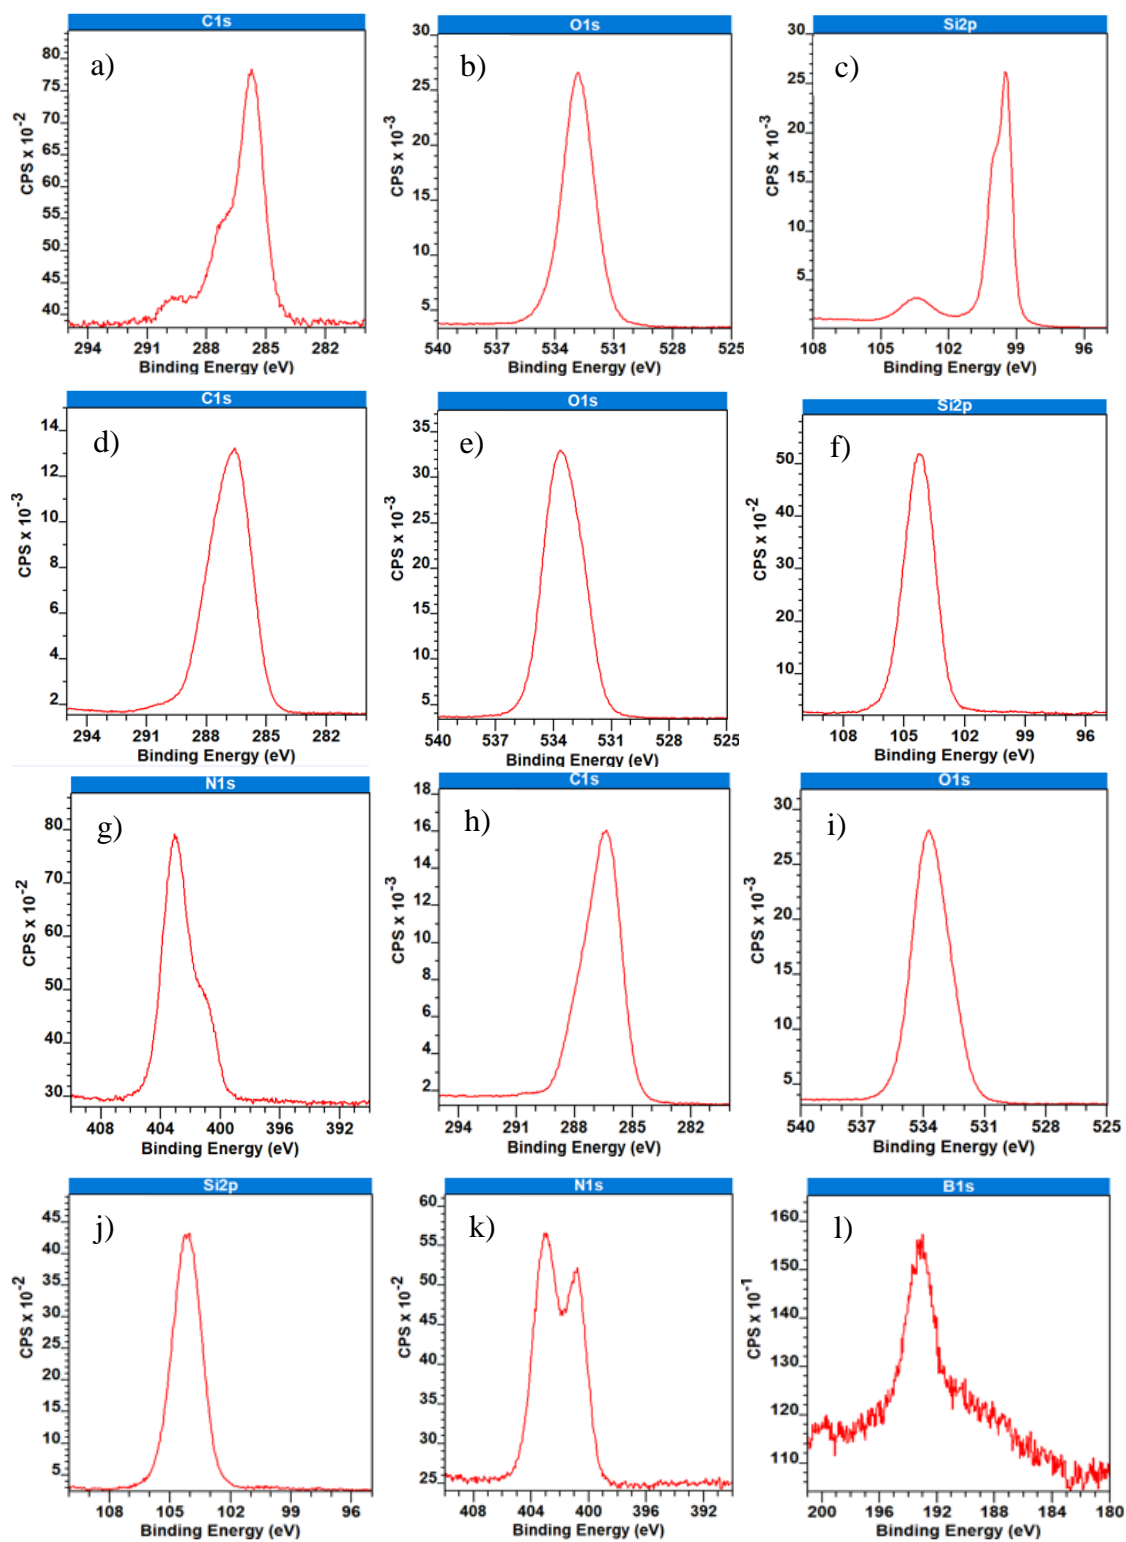 C1s
a)
CPS x 10-2
80
75
70
65
60
55
50
45
40
294 291 288 285 282
Binding Energy (eV)
O1s
b)
CPS x 10-3
30
25
20
15
10
5
540 537 534 531 528 525
Binding Energy (eV)
Si2p
c)
CPS x 10-3
30
25
20
15
10
5
108 105 102 99 96
Binding Energy (eV)
C1s
d)
CPS x 10-3
14
12
10
8
6
4
2
294 291 288 285 282
Binding Energy (eV)
O1s
e)
CPS x 10-3
35
30
25
20
15
10
5
540 537 534 531 528 525
Binding Energy (eV)
Si2p
f)
CPS x 10-2
50
40
30
20
10
108 105 102 99 96
Binding Energy (eV)
N1s
g)
CPS x 10-2
80
70
60
50
40
30
408 404 400 396 392
Binding Energy (eV)
C1s
h)
CPS x 10-3
18
16
14
12
10
8
6
4
2
294 291 288 285 282
Binding Energy (eV)
O1s
i)
CPS x 10-3
30
25
20
15
10
5
540 537 534 531 528 525
Binding Energy (eV)
Si2p
j)
CPS x 10-2
45
40
35
30
25
20
15
10
5
108 105 102 99 96
Binding Energy (eV)
N1s
k)
CPS x 10-2
60
55
50
45
40
35
30
25
408 404 400 396 392
Binding Energy (eV)
B1s
l)
CPS x 10-1
160
150
140
130
120
110
200 196 192 188 184 180
Binding Energy (eV)